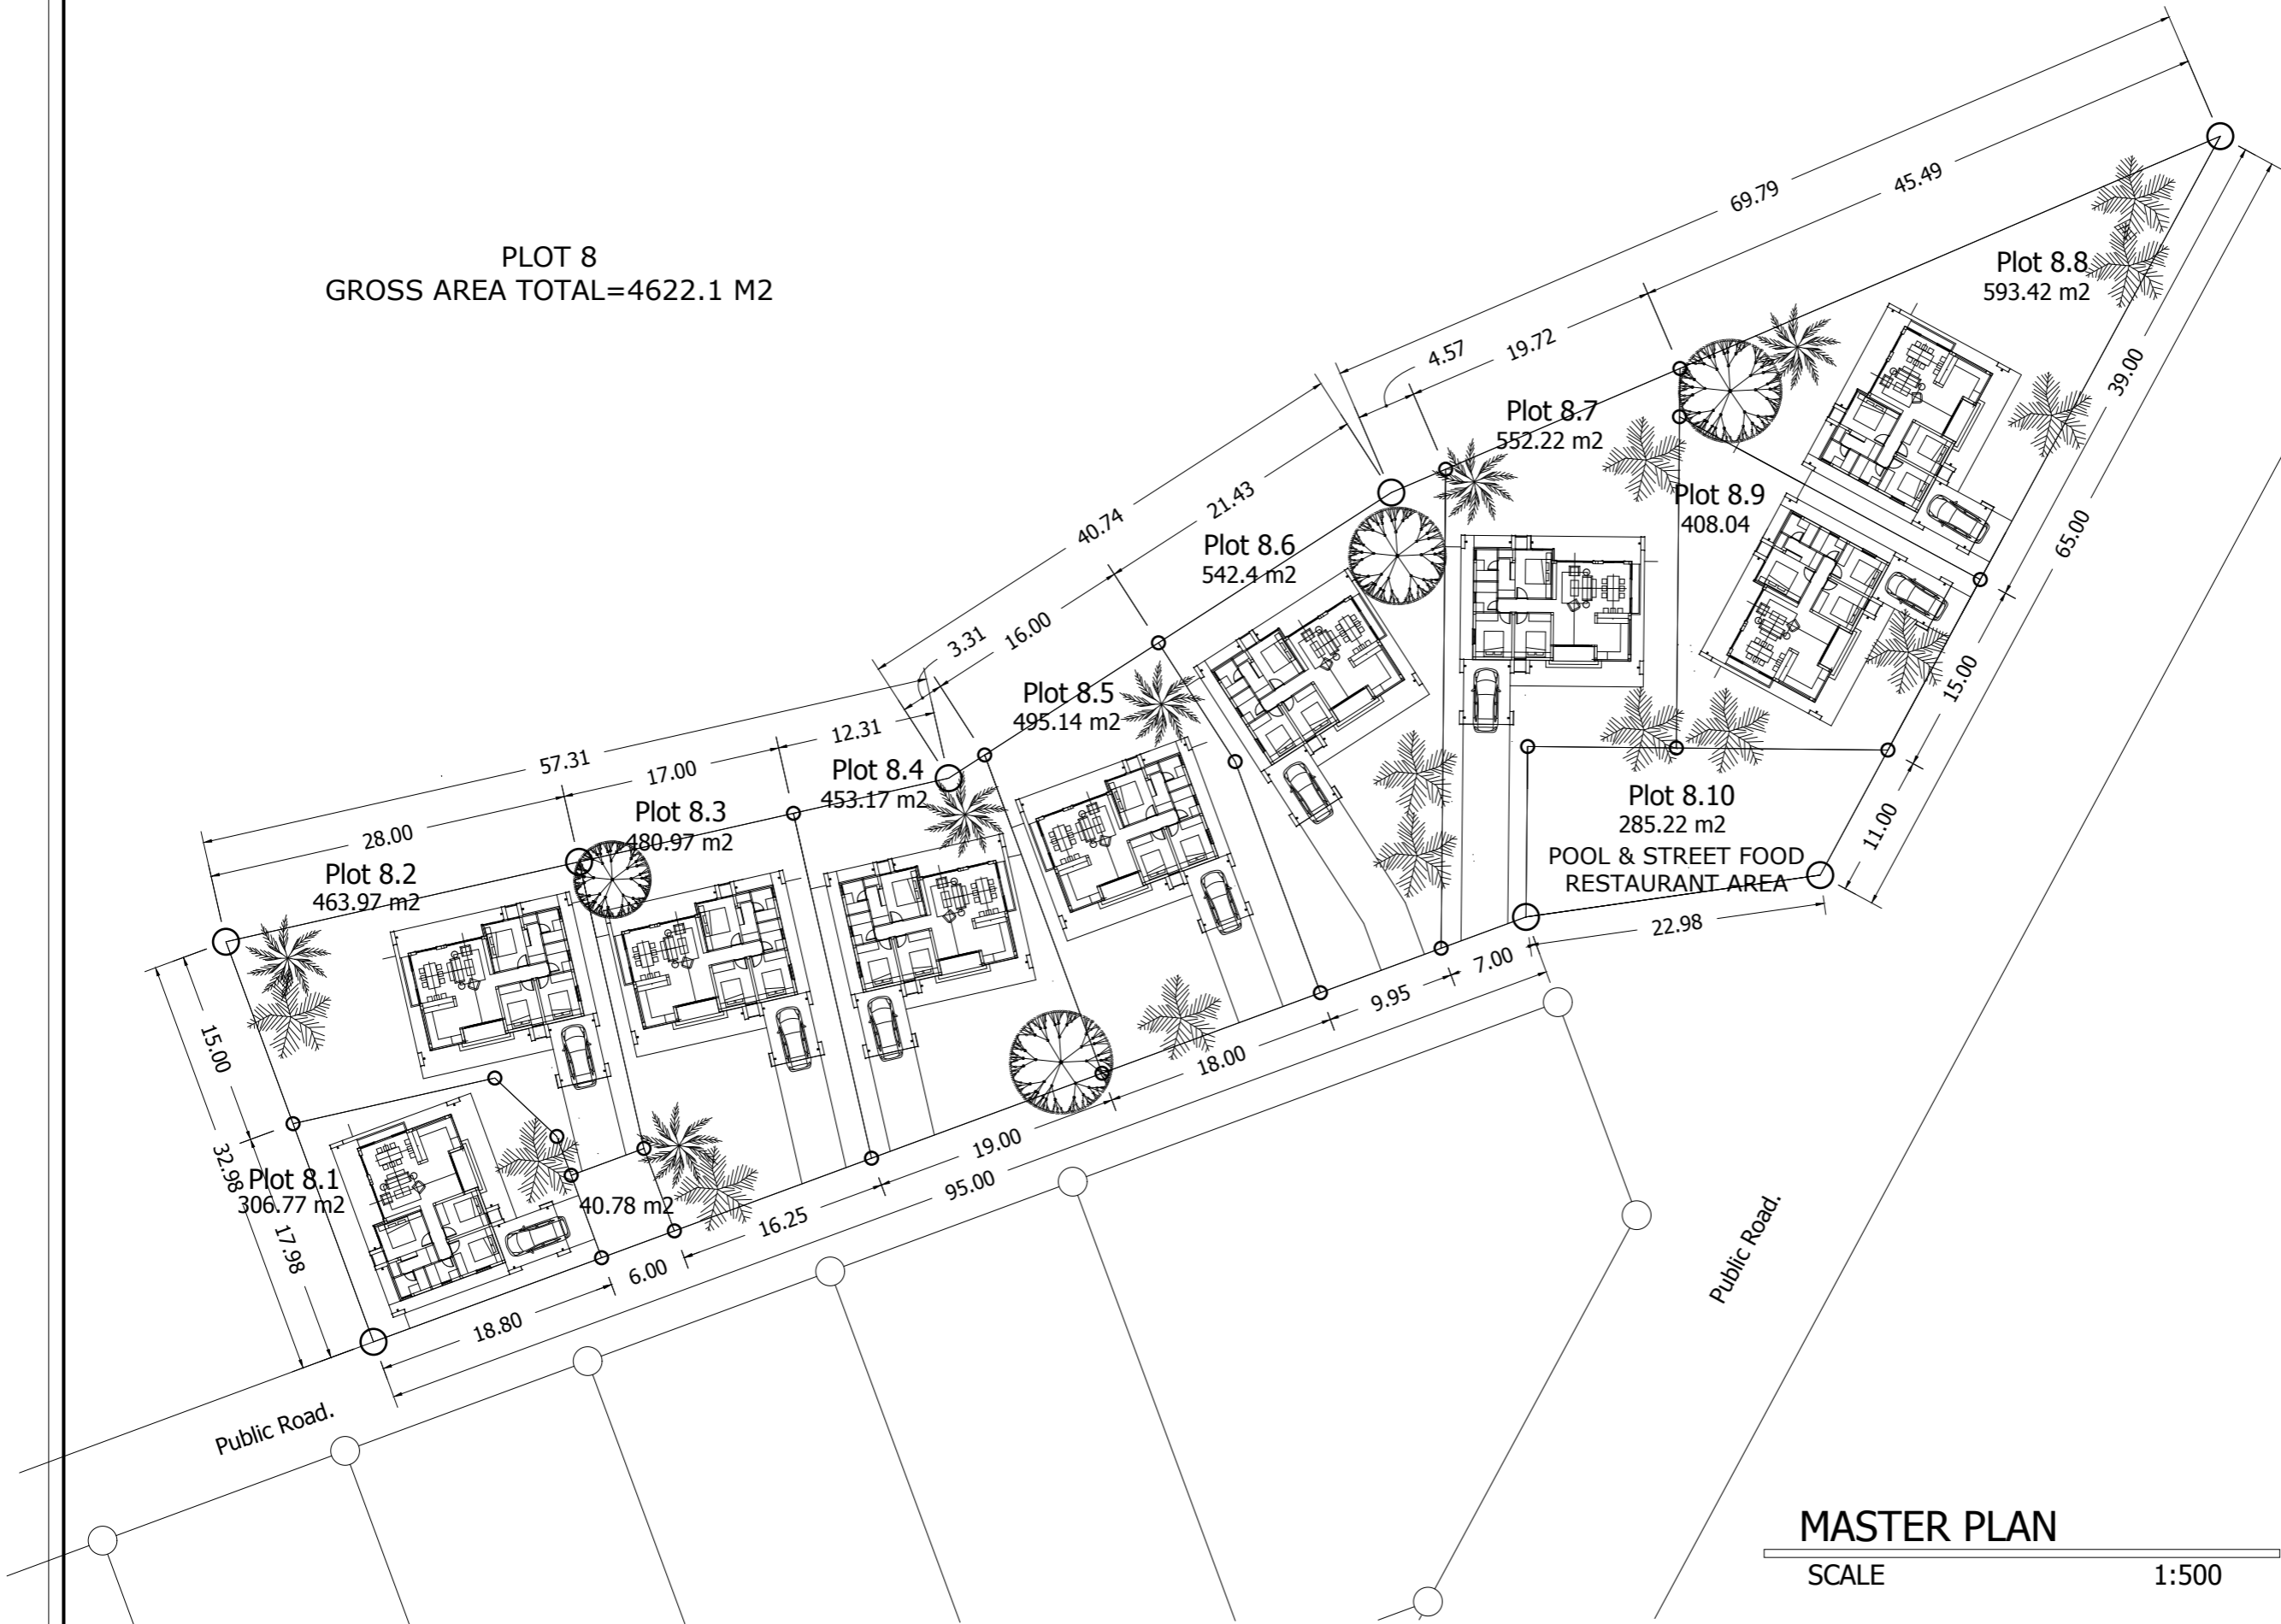 PLOT 8
GROSS AREA TOTAL=4622.1 M2
69.79
45.49
4.57
19.72
40.74
21.43
3.31
16.00
57.31
12.31
28.00
17.00
Plot 8.8
593.42 m2
Plot 8.7
552.22 m2
Plot 8.9
408.04
Plot 8.6
542.4 m2
Plot 8.5
495.14 m2
Plot 8.4
453.17 m2
Plot 8.3
480.97 m2
Plot 8.2
463.97 m2
Plot 8.10
285.22 m2
POOL & STREET FOOD
RESTAURANT AREA
Plot 8.1
306.77 m2
40.78 m2
39.00
65.00
15.00
11.00
22.98
7.00
9.95
18.00
19.00
95.00
16.25
6.00
18.80
15.00
32.98
17.98
Public Road.
Public Road.
MASTER PLAN
SCALE 1:500